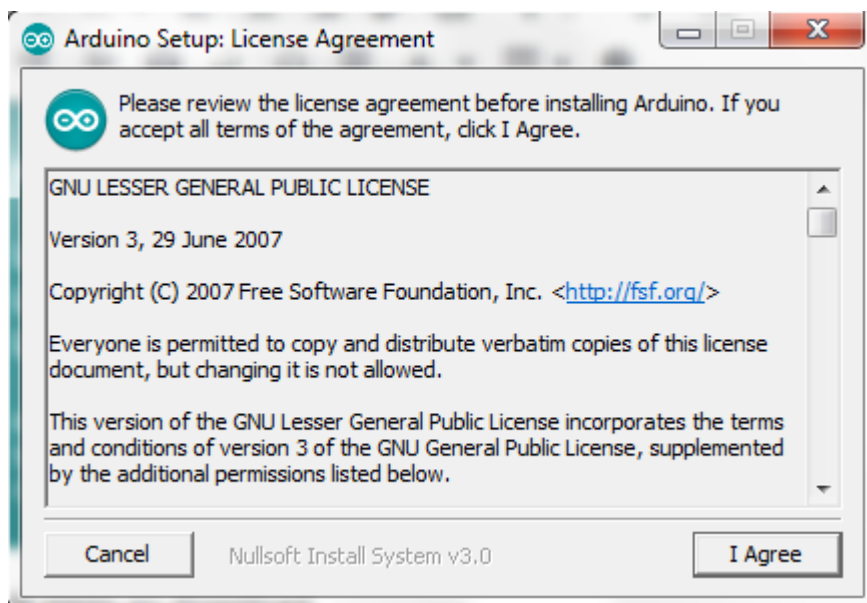 Arduino Setup: License Agreement
Please review the license agreement before installing Arduino. If you
accept all terms of the agreement, click I Agree.
GNU LESSER GENERAL PUBLIC LICENSE
Version 3, 29 June 2007
Copyright (C) 2007 Free Software Foundation, Inc. <http://fsf.org/>
Everyone is permitted to copy and distribute verbatim copies of this license
document, but changing it is not allowed.
This version of the GNU Lesser General Public License incorporates the terms
and conditions of version 3 of the GNU General Public License, supplemented
by the additional permissions listed below.
Cancel
Nullsoft Install System v3.0
I Agree